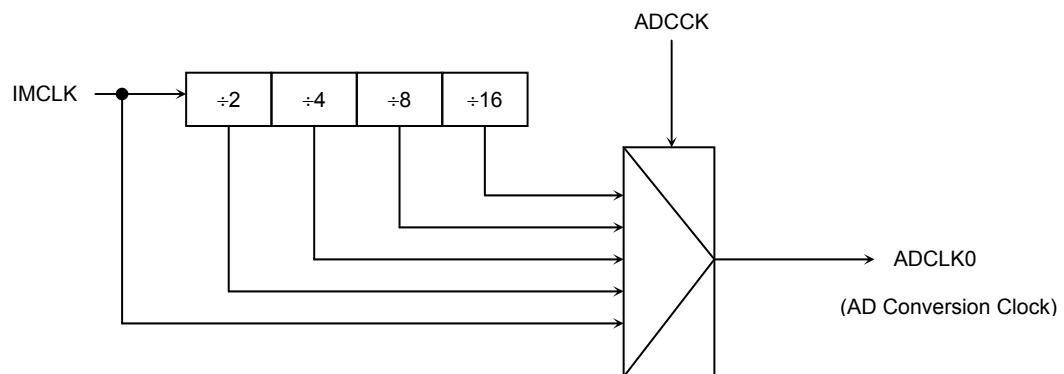 ADCCK
IMCLK
÷2 ÷4 ÷8 ÷16
ADCLK0
(AD Conversion Clock)